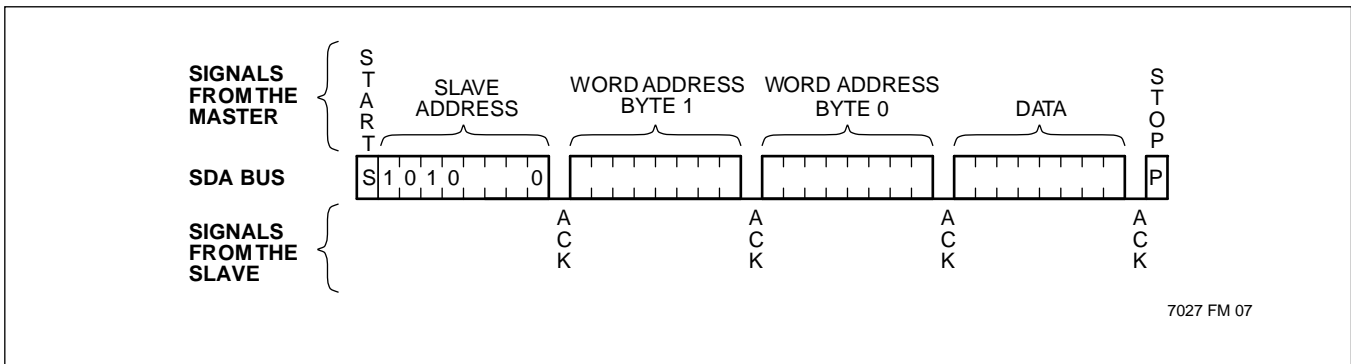 SIGNALS
FROM THE
MASTER
START
SLAVE
ADDRESS
WORD ADDRESS
BYTE 1
WORD ADDRESS
BYTE 0
DATA
STOP
SDA BUS
S 1 0 1 0 0 P
SIGNALS
FROM THE
SLAVE
ACK
ACK
ACK
ACK
7027 FM 07